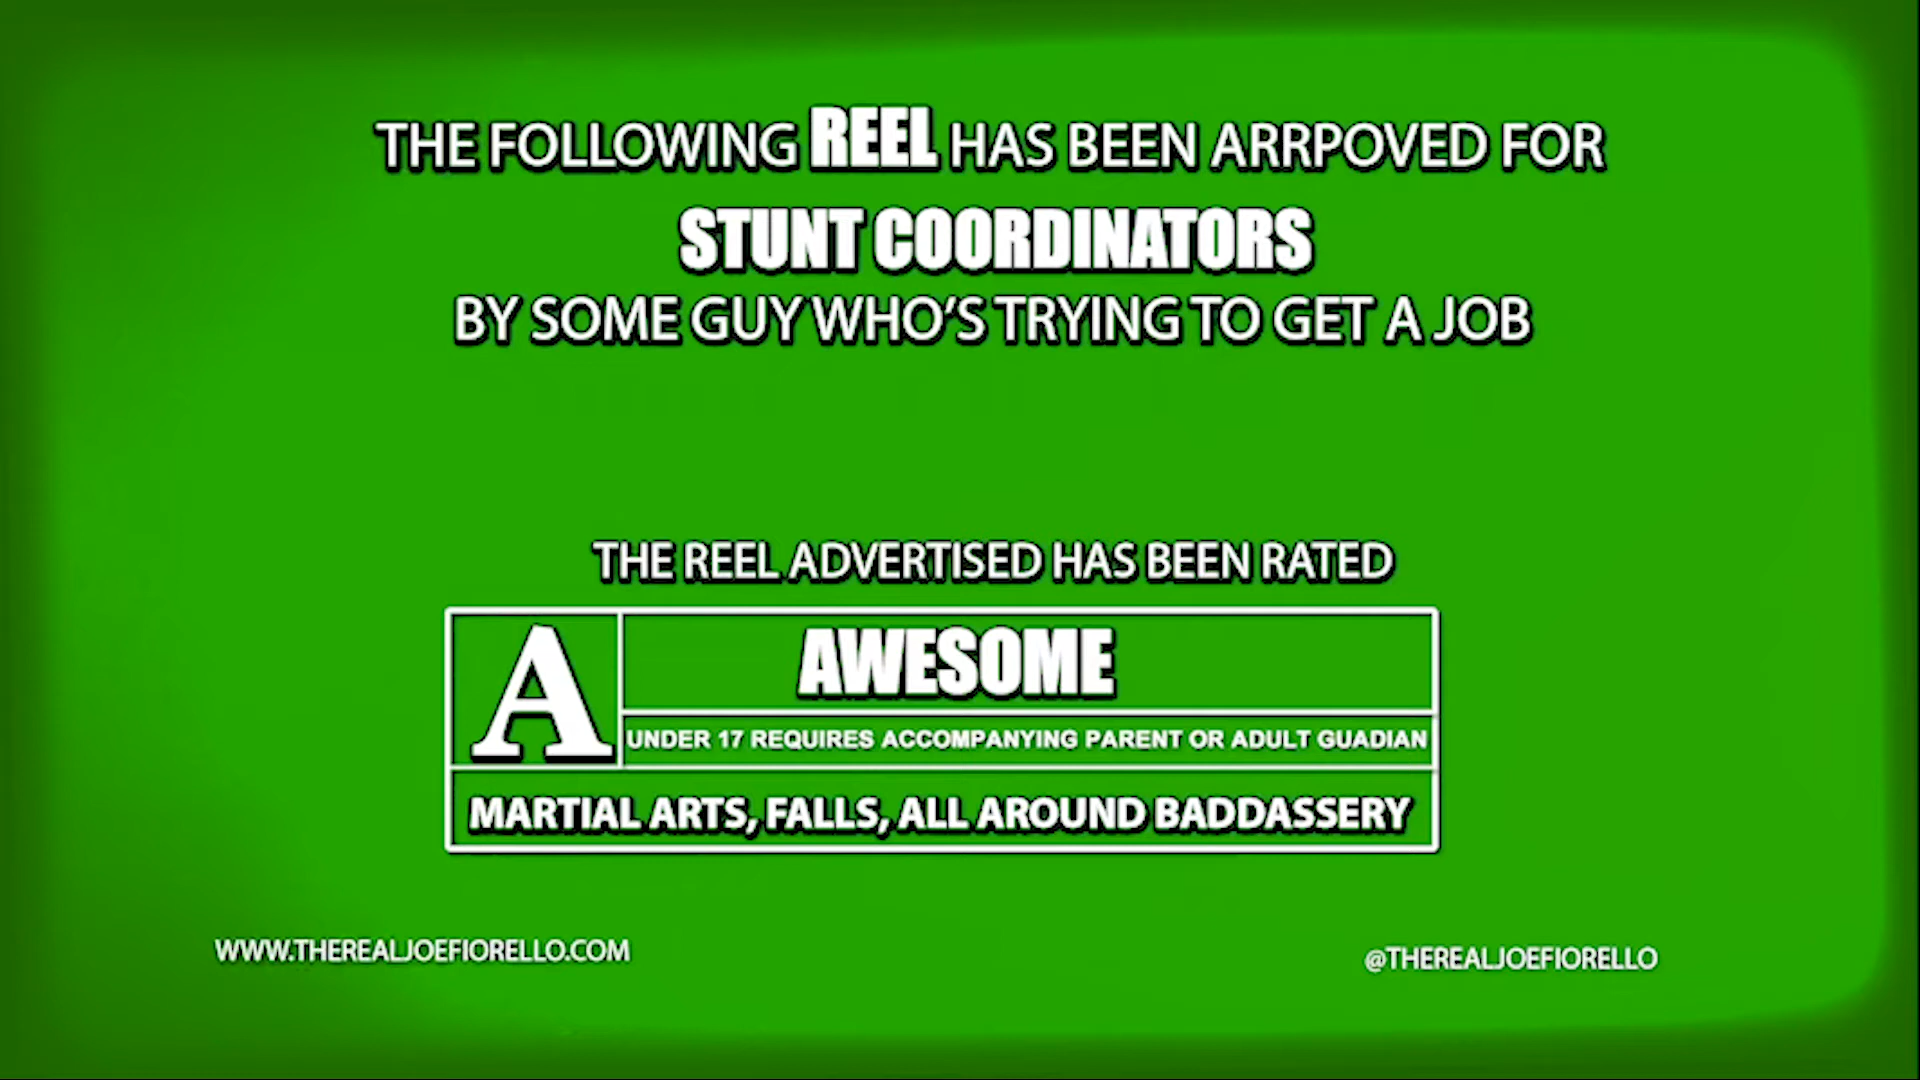 THE FOLLOWING REEL HAS BEEN ARRPOVED FOR
STUNT COORDINATORS
BY SOME GUY WHO'S TRYING TO GET A JOB
THE REEL ADVERTISED HAS BEEN RATED
A
AWESOME
UNDER 17 REQUIRES ACCOMPANYING PARENT OR ADULT GUADIAN
MARTIAL ARTS, FALLS, ALL AROUND BADDASSERY
WWW.THEREALJOEFIORELLO.COM
@THEREALJOEFIORELLO